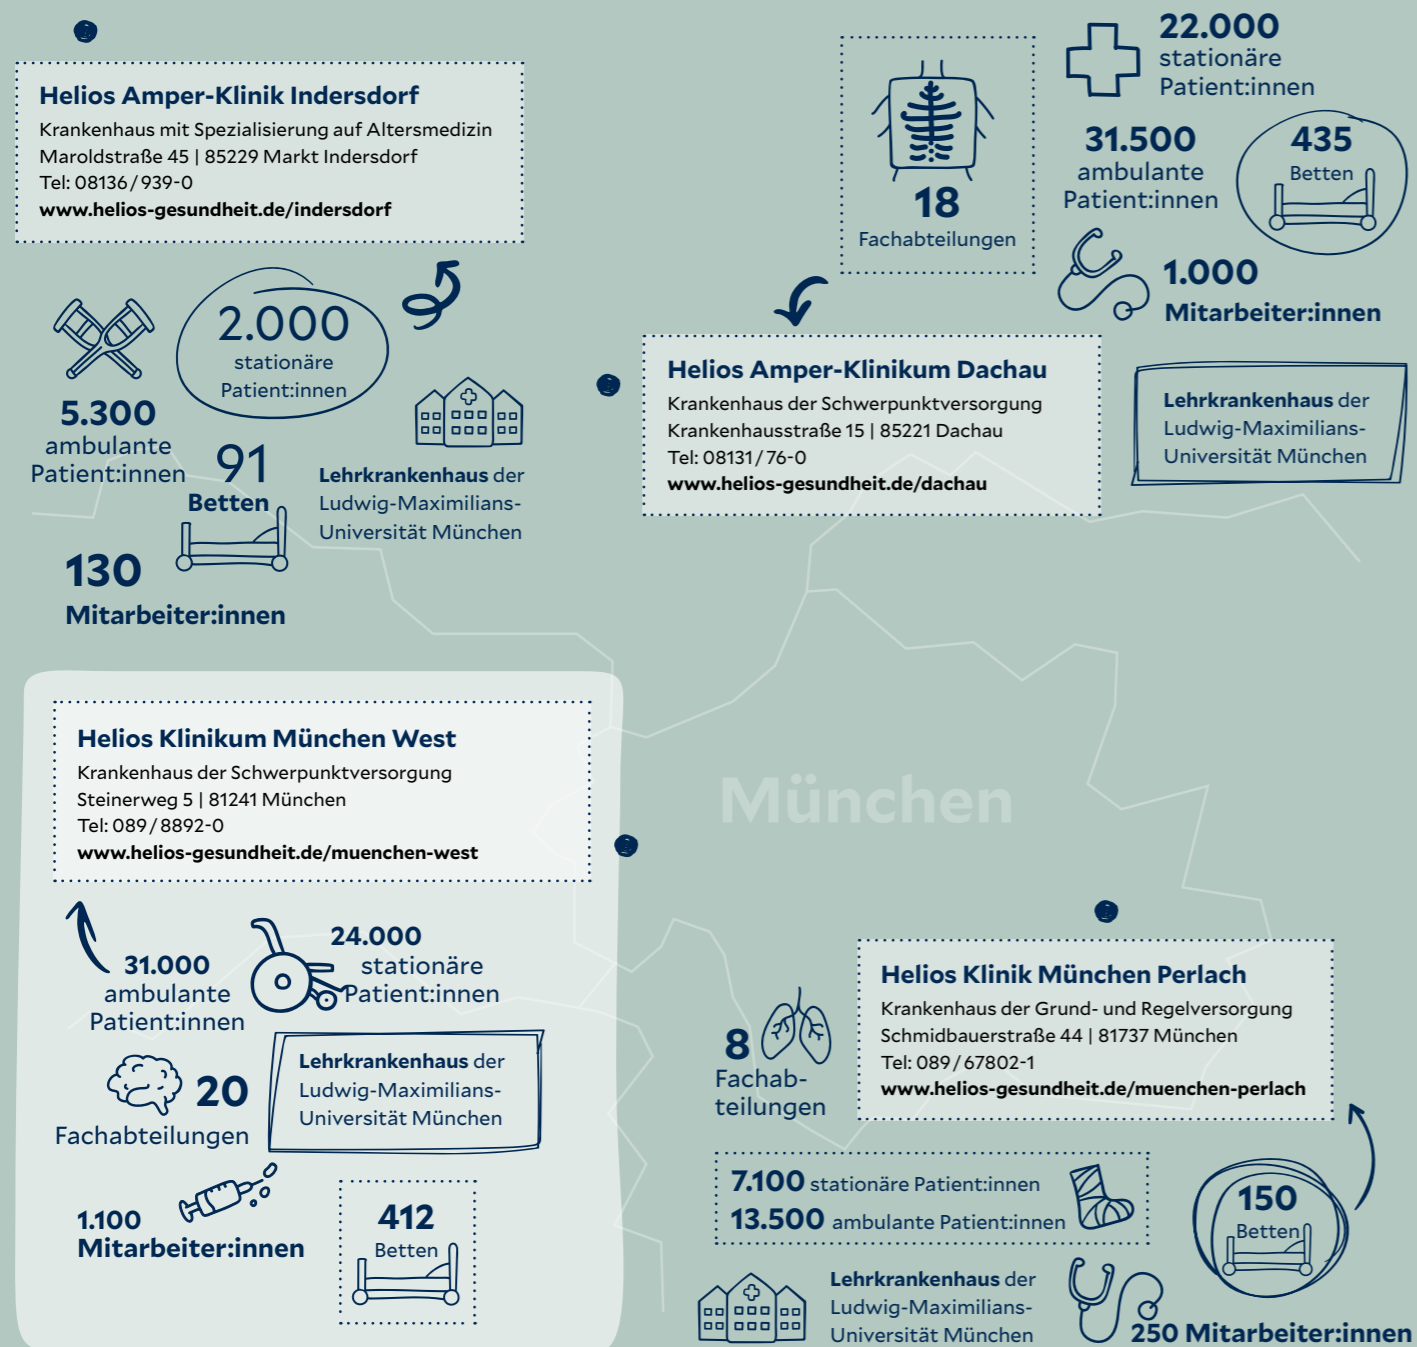 Helios Amper-Klinik Indersdorf
Krankenhaus mit Spezialisierung auf Altersmedizin
Maroldstraße 45 | 85229 Markt Indersdorf
Tel: 08136/939-0
www.helios-gesundheit.de/indersdorf
2.000
stationäre
Patient:innen
5.300
ambulante
Patient:innen
91
Betten
Lehrkrankenhaus der
Ludwig-Maximilians-
Universität München
130
Mitarbeiter:innen
18
Fachabteilungen
22.000
stationäre
Patient:innen
31.500
ambulante
Patient:innen
435
Betten
1.000
Mitarbeiter:innen
Helios Amper-Klinikum Dachau
Krankenhaus der Schwerpunktversorgung
Krankenhausstraße 15 | 85221 Dachau
Tel: 08131/76-0
www.helios-gesundheit.de/dachau
Lehrkrankenhaus der
Ludwig-Maximilians-
Universität München
Helios Klinikum München West
Krankenhaus der Schwerpunktversorgung
Steinerweg 5 | 81241 München
Tel: 089/8892-0
www.helios-gesundheit.de/muenchen-west
31.000
ambulante
Patient:innen
24.000
stationäre
Patient:innen
20
Fachabteilungen
Lehrkrankenhaus der
Ludwig-Maximilians-
Universität München
1.100
Mitarbeiter:innen
412
Betten
München
Helios Klinik München Perlach
Krankenhaus der Grund- und Regelversorgung
Schmidbauerstraße 44 | 81737 München
Tel: 089/67802-1
www.helios-gesundheit.de/muenchen-perlach
8
Fachab-
teilungen
7.100 stationäre Patient:innen
13.500 ambulante Patient:innen
150
Betten
Lehrkrankenhaus der
Ludwig-Maximilians-
Universität München
250 Mitarbeiter:innen